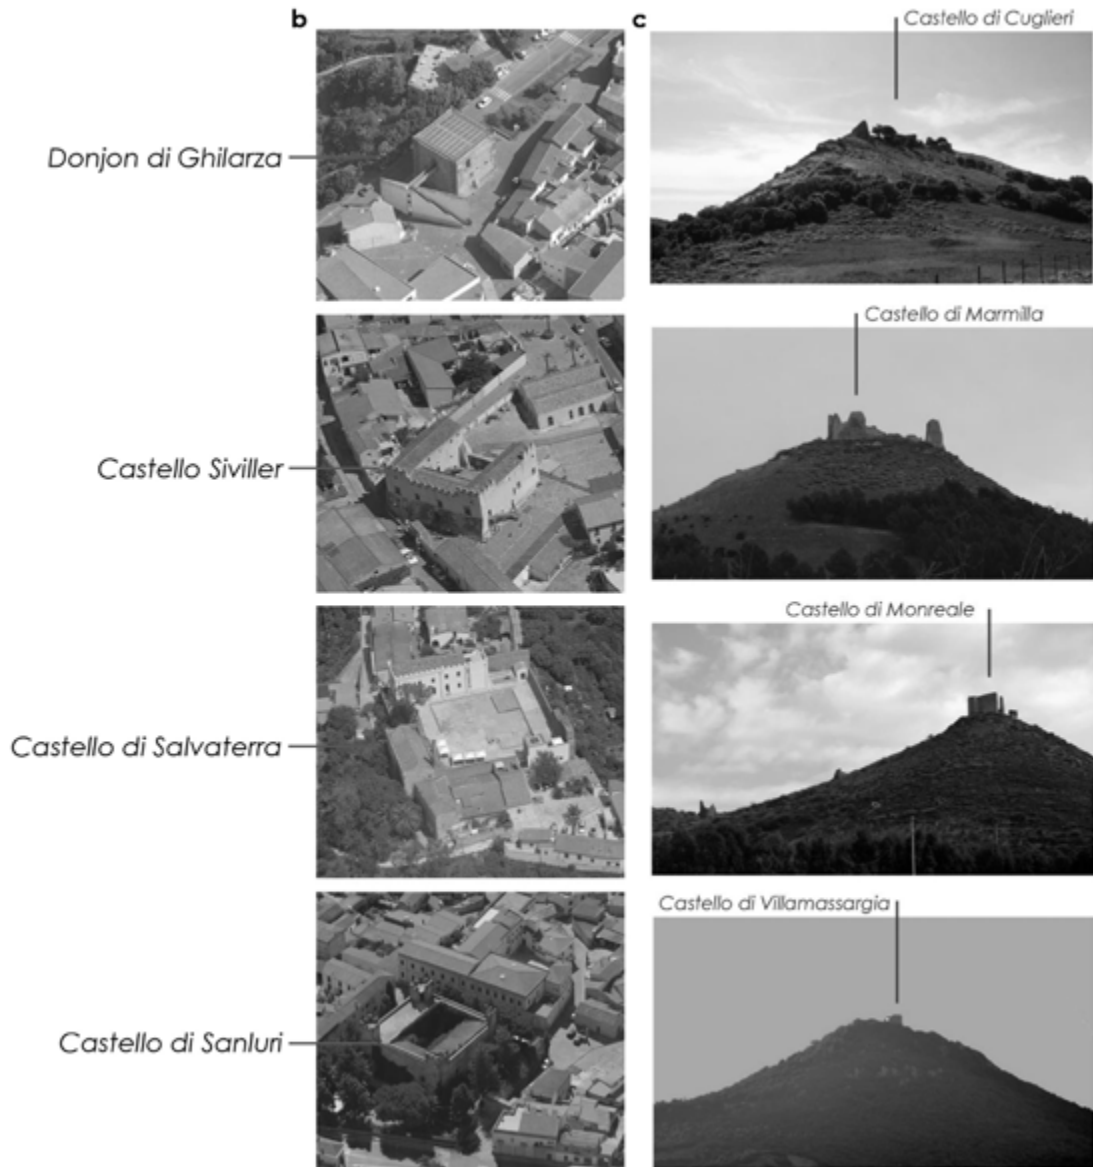 b
c
Castello di Cuglieri
Donjon di Ghilarza
Castello di Marmilla
Castello Siviller
Castello di Monreale
Castello di Salvaterra
Castello di Villamassargia
Castello di Sanluri